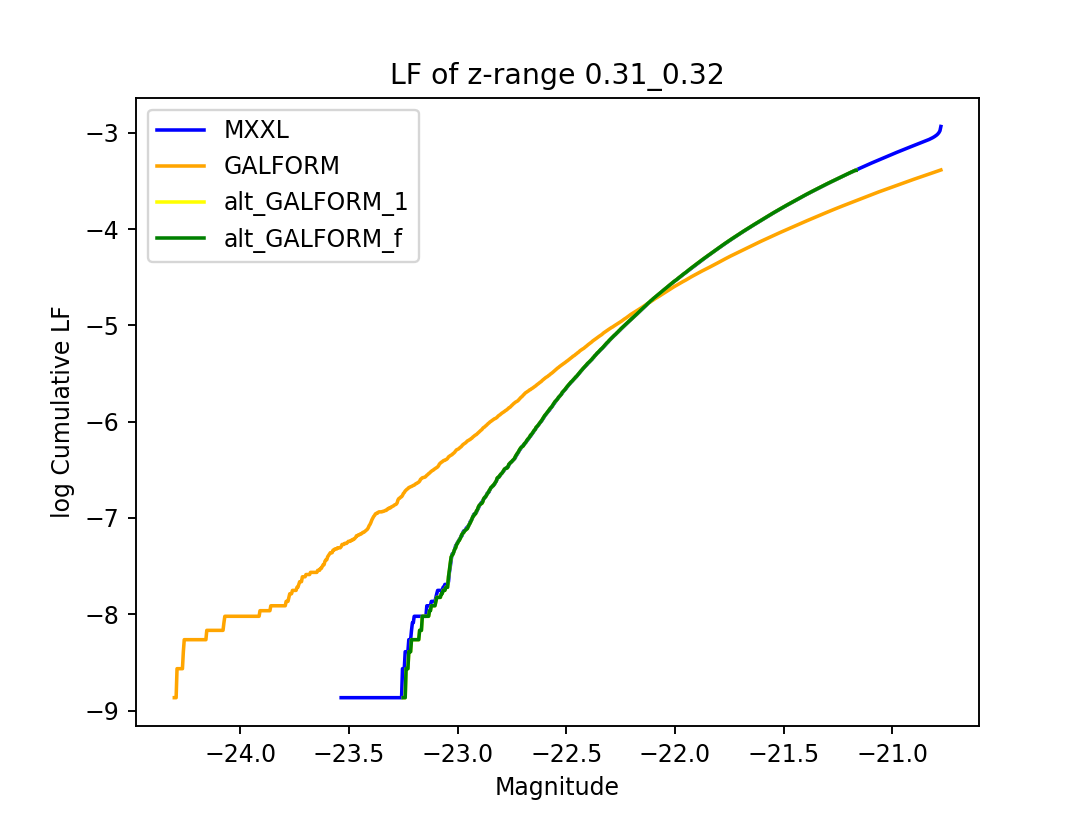 LF of z-range 0.31_0.32
MXXL
GALFORM
alt_GALFORM_1
alt_GALFORM_f
log Cumulative LF
−3
−4
−5
−6
−7
−8
−9
−24.0 −23.5 −23.0 −22.5 −22.0 −21.5 −21.0
Magnitude